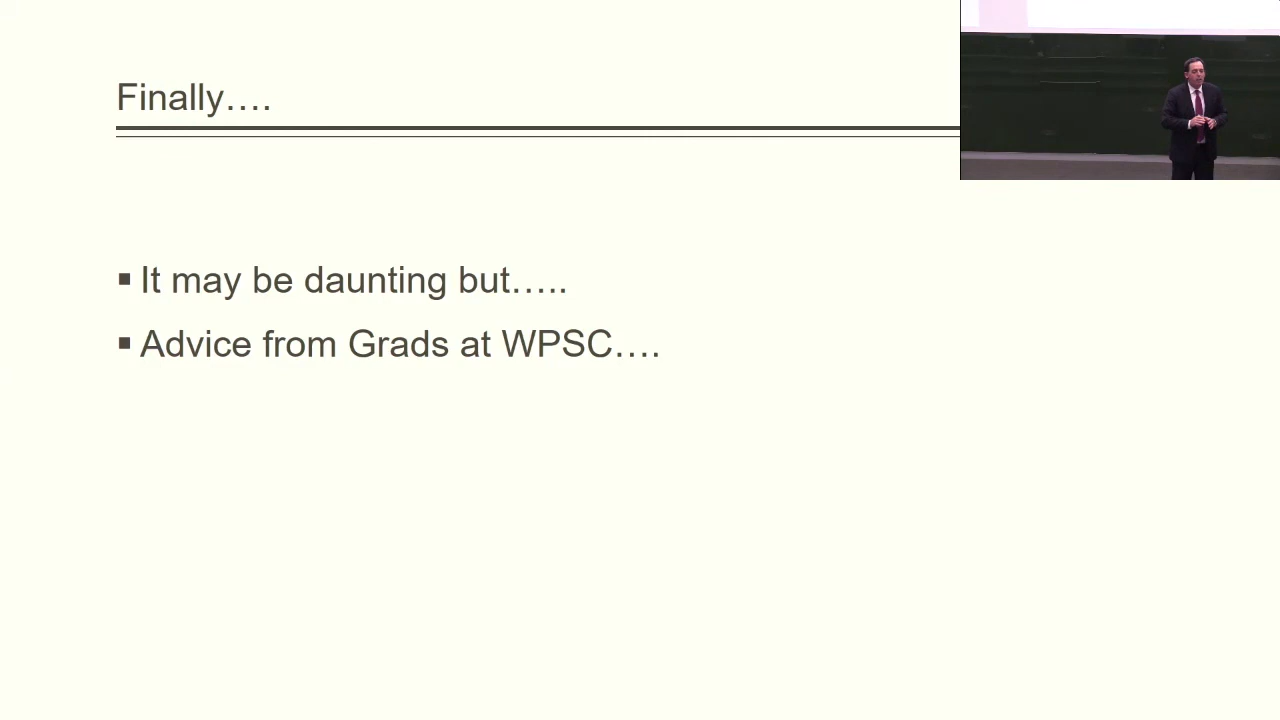 Finally….
▪ It may be daunting but…..
▪ Advice from Grads at WPSC….